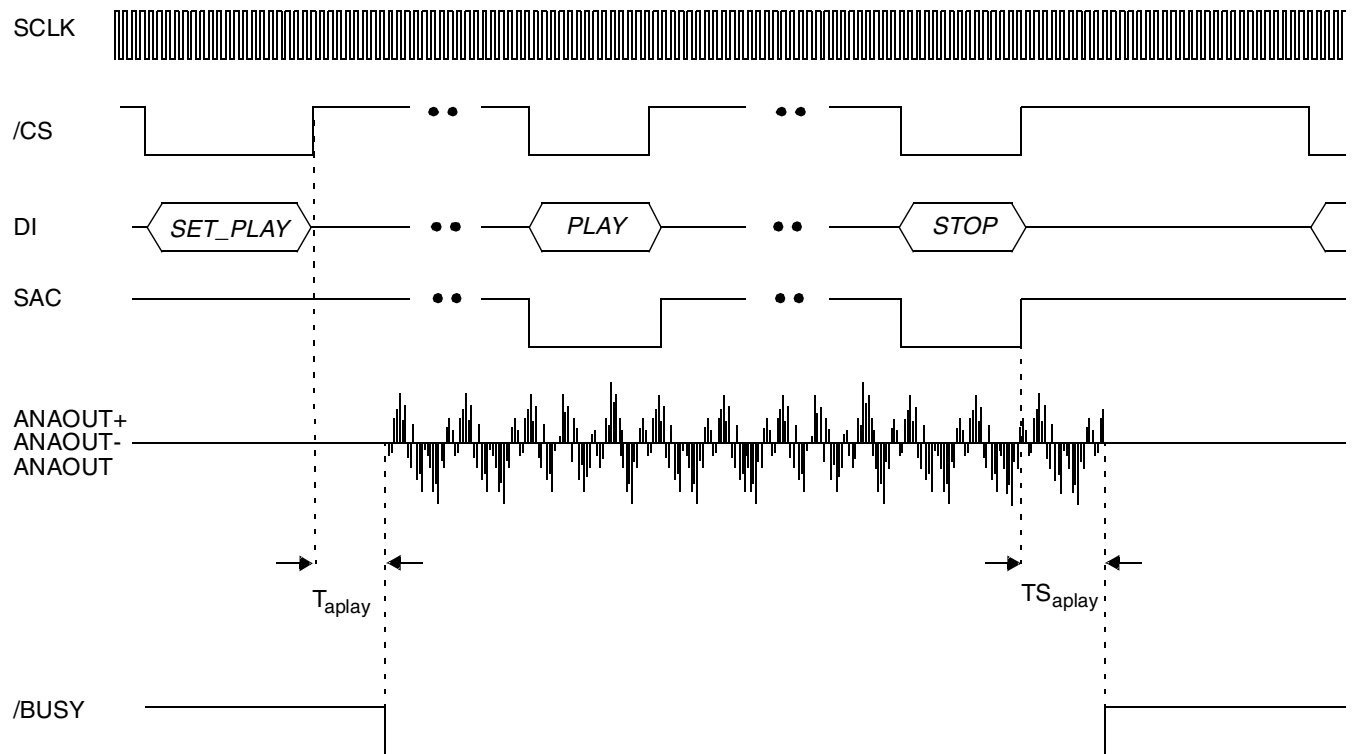 SCLK
/CS
DI
SET_PLAY
PLAY
STOP
SAC
ANAOUT+
ANAOUT-
ANAOUT
Taplay
TSaplay
/BUSY